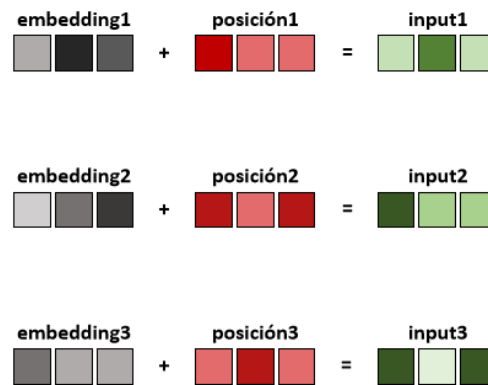 embedding1 posición1 input1
+ =
embedding2 posición2 input2
+ =
embedding3 posición3 input3
+ =